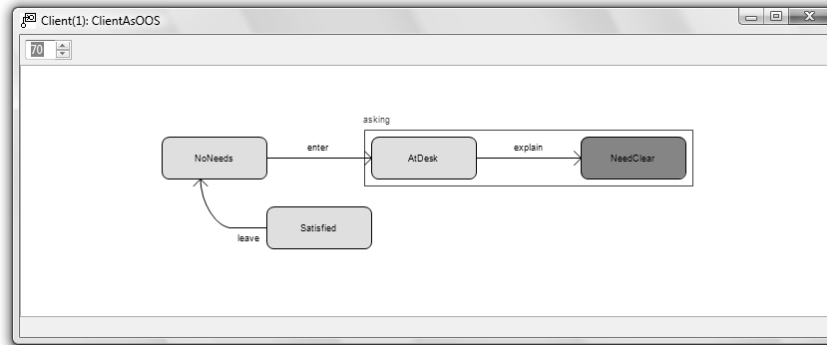 Client(1): ClientAsOOS
70
asking
NoNeeds
enter
AtDesk
explain
NeedClear
Satisfied
leave